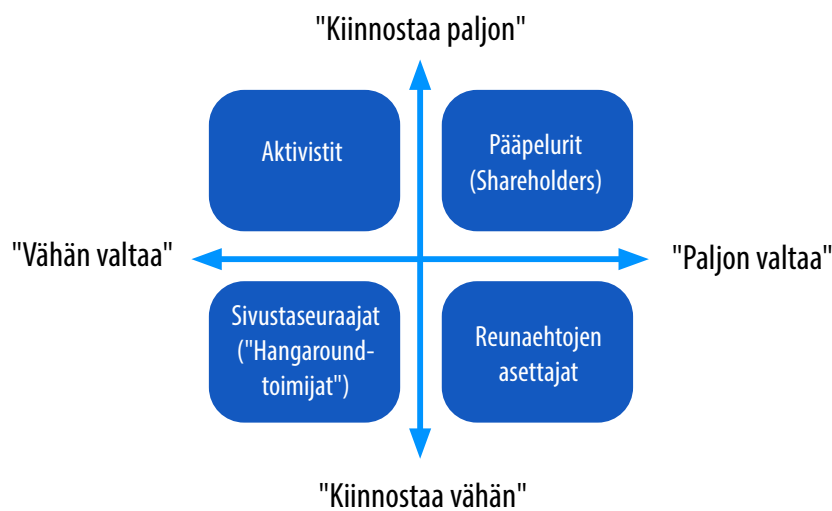 "Kiinnostaa paljon"
Aktivistit
Pääpelurit
(Shareholders)
"Vähän valtaa"
"Paljon valtaa"
Sivustaseuraajat
("Hangaround-
toimijat")
Reunaehtojen
asettajat
"Kiinnostaa vähän"